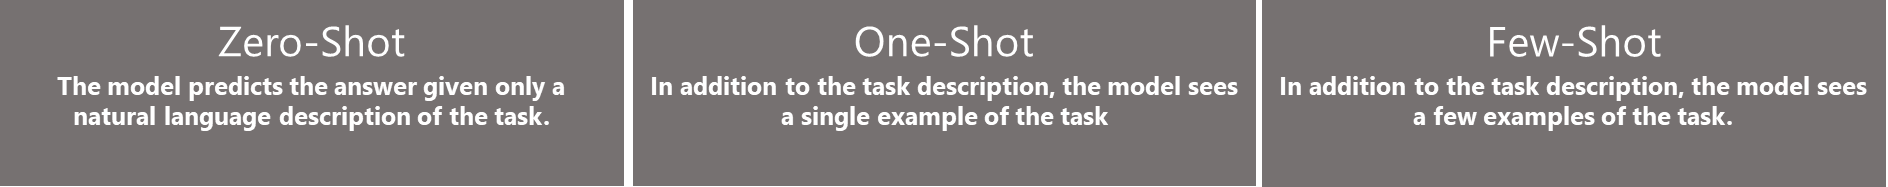 Zero-Shot
The model predicts the answer given only a
natural language description of the task.
One-Shot
In addition to the task description, the model sees
a single example of the task
Few-Shot
In addition to the task description, the model sees
a few examples of the task.